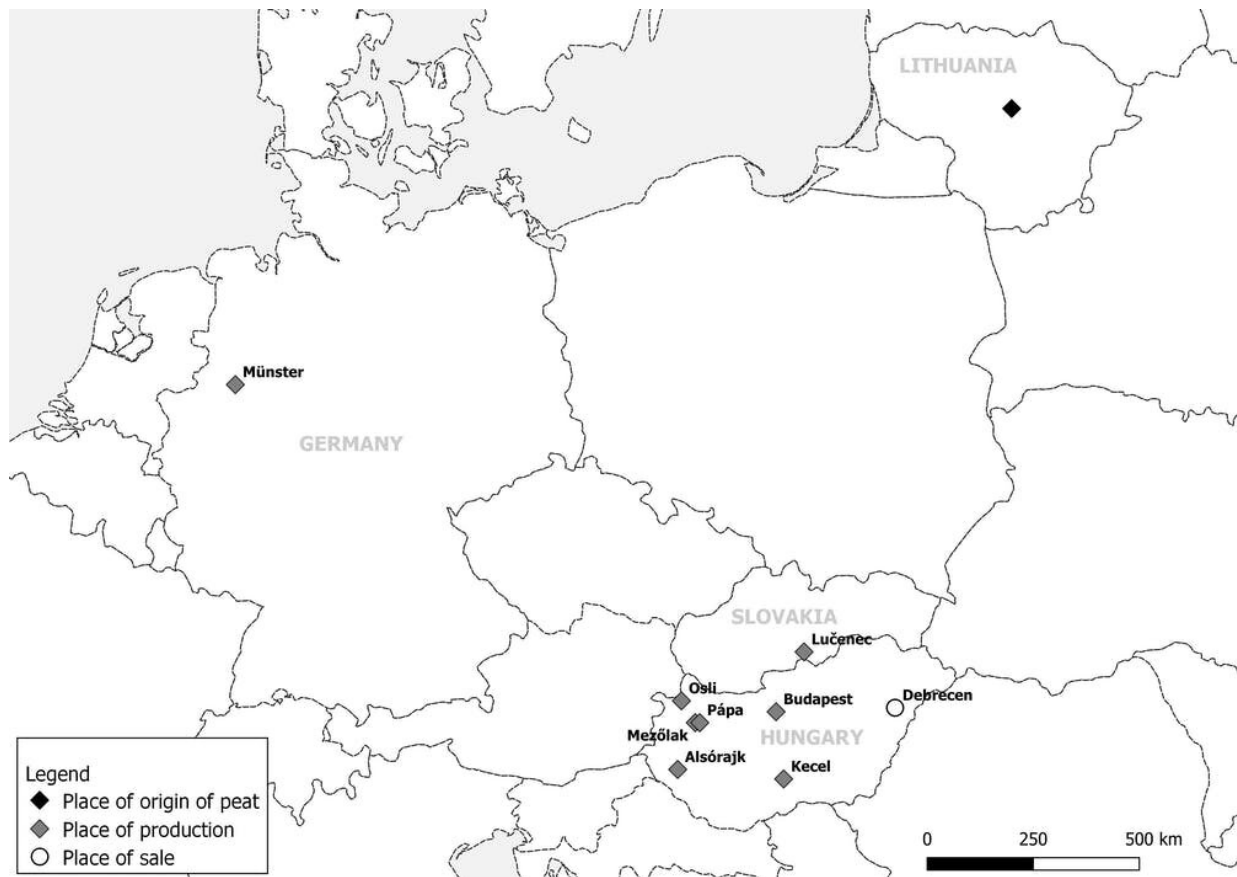 LITHUANIA
Münster
GERMANY
SLOVAKIA
Lučenec
Osli
Budapest
Debrecen
Pápa
Mezőlak
HUNGARY
Alsórajk
Kecel
Legend
Place of origin of peat
Place of production
Place of sale
0 250 500 km